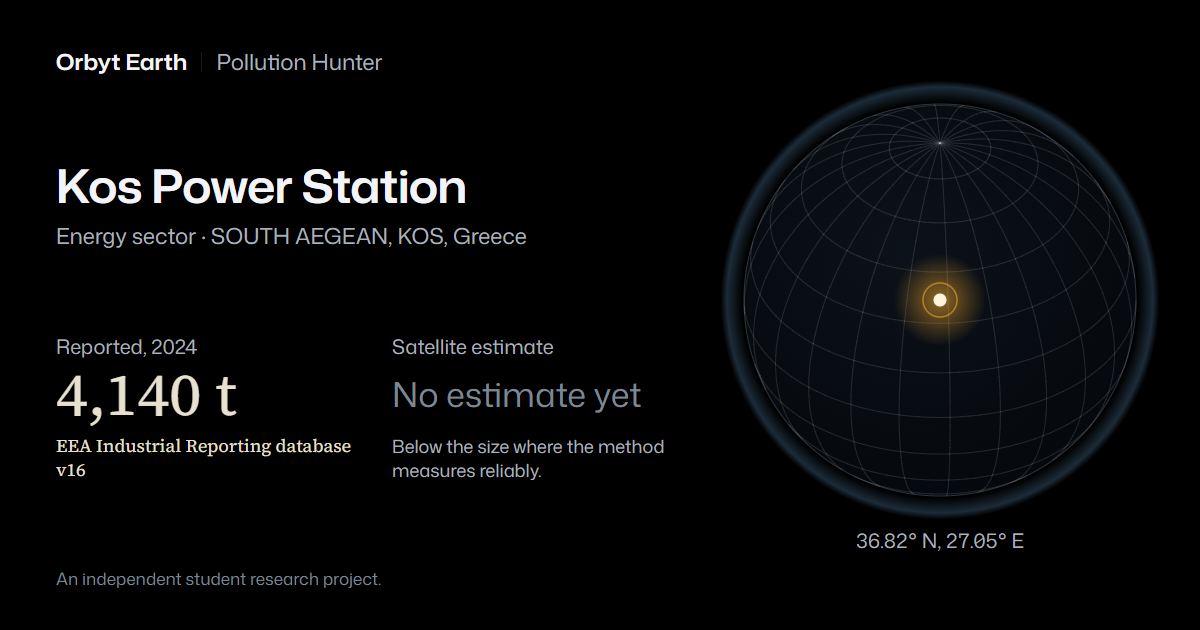 Orbyt Earth | Pollution Hunter
Kos Power Station
Energy sector · SOUTH AEGEAN, KOS, Greece
Reported, 2024
4,140 t
EEA Industrial Reporting database
v16
Satellite estimate
No estimate yet
Below the size where the method
measures reliably.
36.82° N, 27.05° E
An independent student research project.